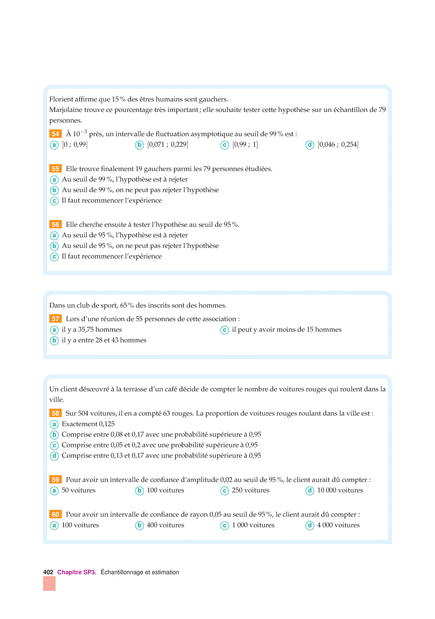 Florient affirme que 15 % des êtres humains sont gauchers.
Marjolaine trouve ce pourcentage très important ; elle souhaite tester cette hypothèse sur un échantillon de 79
personnes.
54 À 10⁻³ près, un intervalle de fluctuation asymptotique au seuil de 99 % est :
a [0 ; 0,99] b [0,071 ; 0,229] c [0,99 ; 1] d [0,046 ; 0,254]
55 Elle trouve finalement 19 gauchers parmi les 79 personnes étudiées.
a Au seuil de 99 %, l'hypothèse est à rejeter
b Au seuil de 99 %, on ne peut pas rejeter l'hypothèse
c Il faut recommencer l'expérience
56 Elle cherche ensuite à tester l'hypothèse au seuil de 95 %.
a Au seuil de 95 %, l'hypothèse est à rejeter
b Au seuil de 95 %, on ne peut pas rejeter l'hypothèse
c Il faut recommencer l'expérience
Dans un club de sport, 65 % des inscrits sont des hommes.
57 Lors d'une réunion de 55 personnes de cette association :
a il y a 35,75 hommes c il peut y avoir moins de 15 hommes
b il y a entre 28 et 43 hommes
Un client désœuvré à la terrasse d'un café décide de compter le nombre de voitures rouges qui roulent dans la
ville.
58 Sur 504 voitures, il en a compté 63 rouges. La proportion de voitures rouges roulant dans la ville est :
a Exactement 0,125
b Comprise entre 0,08 et 0,17 avec une probabilité supérieure à 0,95
c Comprise entre 0,05 et 0,2 avec une probabilité supérieure à 0,95
d Comprise entre 0,13 et 0,17 avec une probabilité supérieure à 0,95
59 Pour avoir un intervalle de confiance d'amplitude 0,02 au seuil de 95 %, le client aurait dû compter :
a 50 voitures b 100 voitures c 250 voitures d 10 000 voitures
60 Pour avoir un intervalle de confiance de rayon 0,05 au seuil de 95 %, le client aurait dû compter :
a 100 voitures b 400 voitures c 1 000 voitures d 4 000 voitures
402 Chapitre SP3. Échantillonnage et estimation